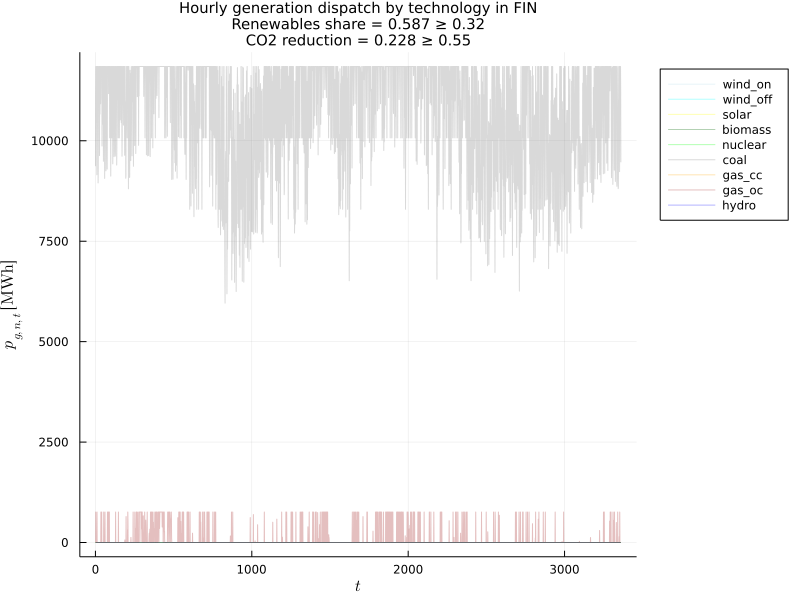 Hourly generation dispatch by technology in FIN
Renewables share = 0.587 ≥ 0.32
CO2 reduction = 0.228 ≥ 0.55
wind_on
wind_off
solar
biomass
nuclear
coal
gas_cc
gas_oc
hydro
10000
7500
5000
2500
0
p g, n, t [MWh]
0 1000 2000 3000
t